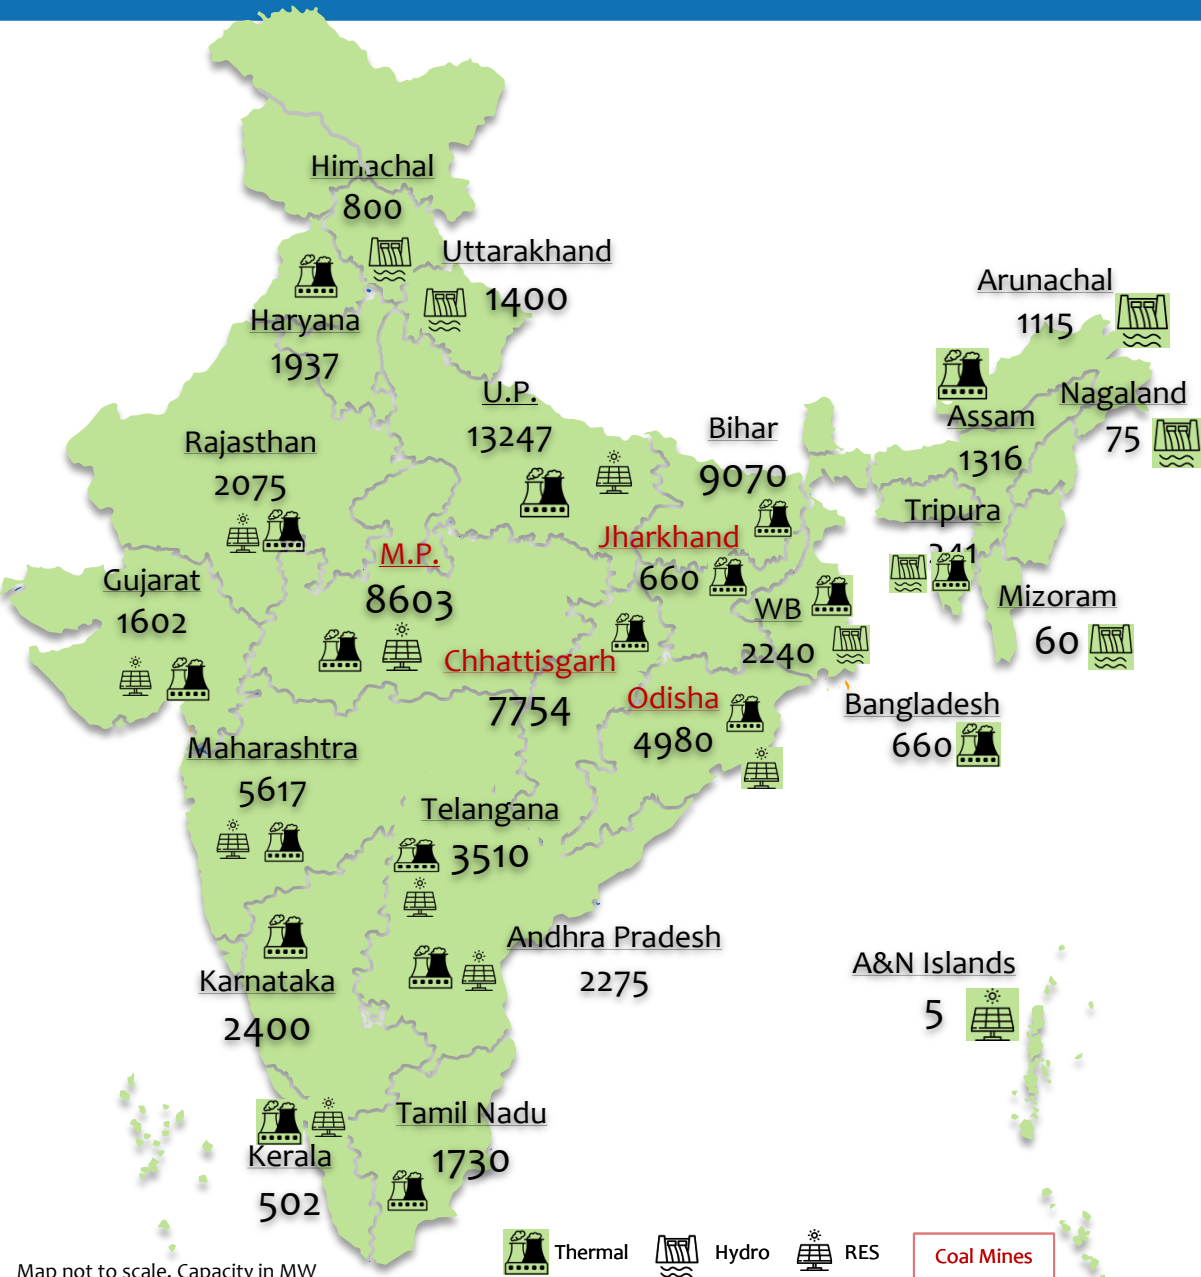 Himachal
800
Uttarakhand
1400
Haryana
1937
Arunachal
1115
U.P.
13247
Nagaland
75
Assam
1316
Bihar
9070
Rajasthan
2075
Tripura
M.P.
8603
Jharkhand
660
Gujarat
1602
WB
2240
Mizoram
60
Chhattisgarh
7754
Odisha
4980
Bangladesh
660
Maharashtra
5617
Telangana
3510
Andhra Pradesh
2275
A&N Islands
5
Karnataka
2400
Tamil Nadu
1730
Kerala
502
Thermal
Hydro
RES
Coal Mines
Map not to scale. Capacity in MW